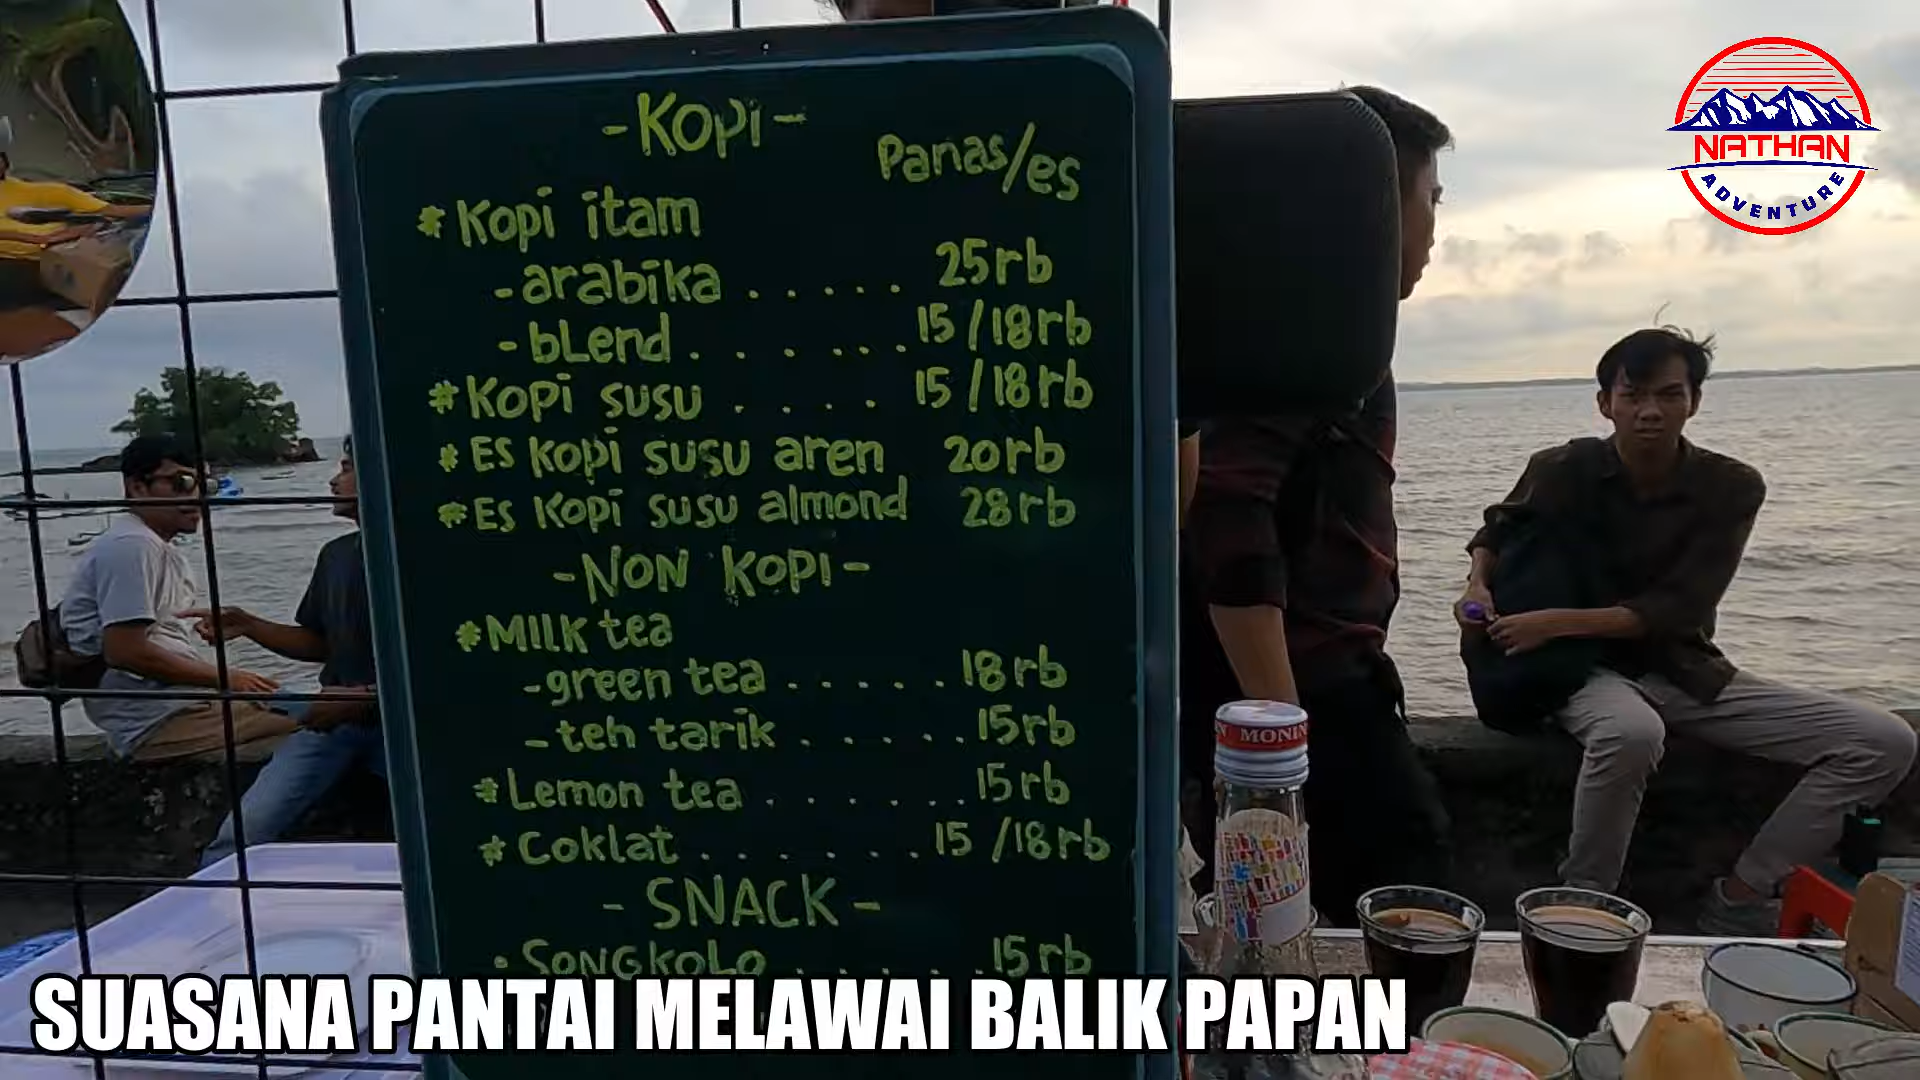 -KOPI-
Panas/es
#Kopi itam
-arabika ..... 25rb
-bLend ...... 15/18rb
#Kopi susu .... 15/18rb
#Es kopi susu aren 20rb
#Es kopi susu almond 28rb
-NON KOPI-
#MILK tea
-green tea ...... 18rb
-teh tarik ...... 15rb
#Lemon tea ....... 15rb
#Coklat ....... 15/18rb
-SNACK-
•SONGKOLO ...... 15rb
NATHAN
ADVENTURE
MONIN
SUASANA PANTAI MELAWAI BALIK PAPAN